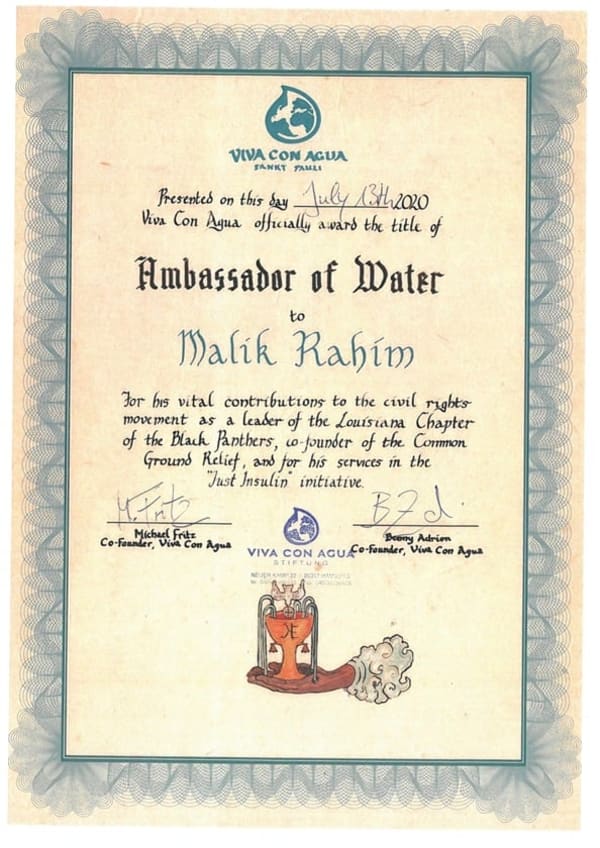 VIVA CON AGUA
SANKT PAULI
Presented on this day July 13th 2020
Viva Con Agua officially award the title of
Ambassador of Water
to
Malik Rahim
For his vital contributions to the civil rights
movement as a leader of the Louisiana Chapter
of the Black Panthers, co-founder of the Common
Ground Relief, and for his services in the
"Just Insulin" initiative.
M. Fritz
Michael Fritz
Co-Founder, Viva Con Agua
Benny Adrion
Co-Founder, Viva Con Agua
VIVA CON AGUA
STIFTUNG
NEUER KAMP 32